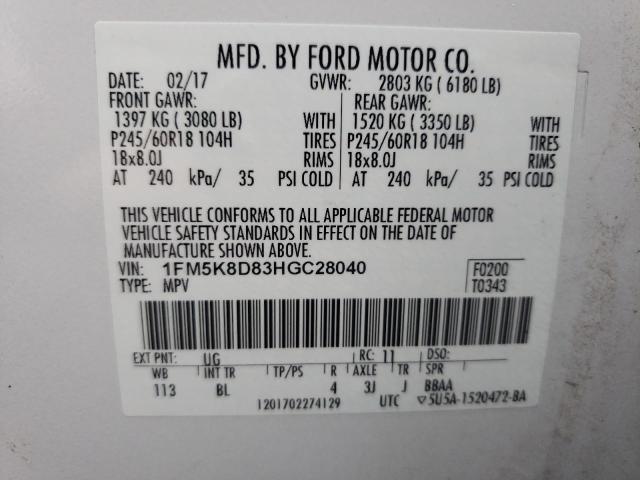 MFD. BY FORD MOTOR CO.
DATE: 02/17 GVWR: 2803 KG ( 6180 LB)
FRONT GAWR: REAR GAWR:
1397 KG ( 3080 LB) WITH 1520 KG ( 3350 LB) WITH
P245/60R18 104H TIRES P245/60R18 104H TIRES
18x8.0J RIMS 18x8.0J RIMS
AT 240 kPa/ 35 PSI COLD AT 240 kPa/ 35 PSI COLD
THIS VEHICLE CONFORMS TO ALL APPLICABLE FEDERAL MOTOR
VEHICLE SAFETY STANDARDS IN EFFECT ON THE DATE OF
MANUFACTURE SHOWN ABOVE.
VIN: 1FM5K8D83HGC28040 F0200
TYPE: MPV T0343
EXT PNT: UG RC: 11 DSO:
WB INT TR TP/PS R AXLE TR SPR
113 BL 4 3J J BBAA
1201702274129 UTC ▽5U5A-1520472-BA